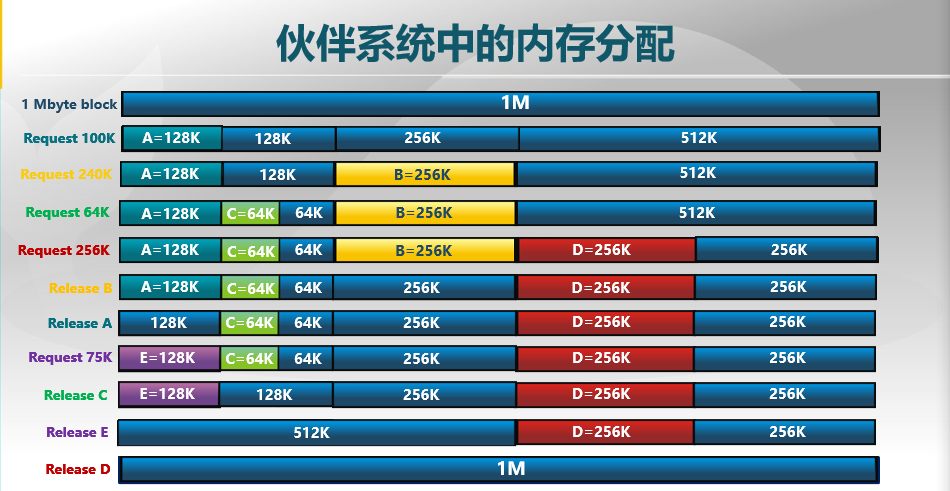 伙伴系统中的内存分配
1 Mbyte block 1M
Request 100K A=128K 128K 256K 512K
Request 240K A=128K 128K B=256K 512K
Request 64K A=128K C=64K 64K B=256K 512K
Request 256K A=128K C=64K 64K B=256K D=256K 256K
Release B A=128K C=64K 64K 256K D=256K 256K
Release A 128K C=64K 64K 256K D=256K 256K
Request 75K E=128K C=64K 64K 256K D=256K 256K
Release C E=128K 128K 256K D=256K 256K
Release E 512K D=256K 256K
Release D 1M